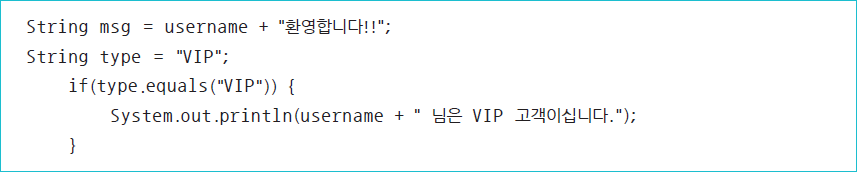 String msg = username + "환영합니다!!";
String type = "VIP";
if(type.equals("VIP")) {
System.out.println(username + " 님은 VIP 고객이십니다.");
}